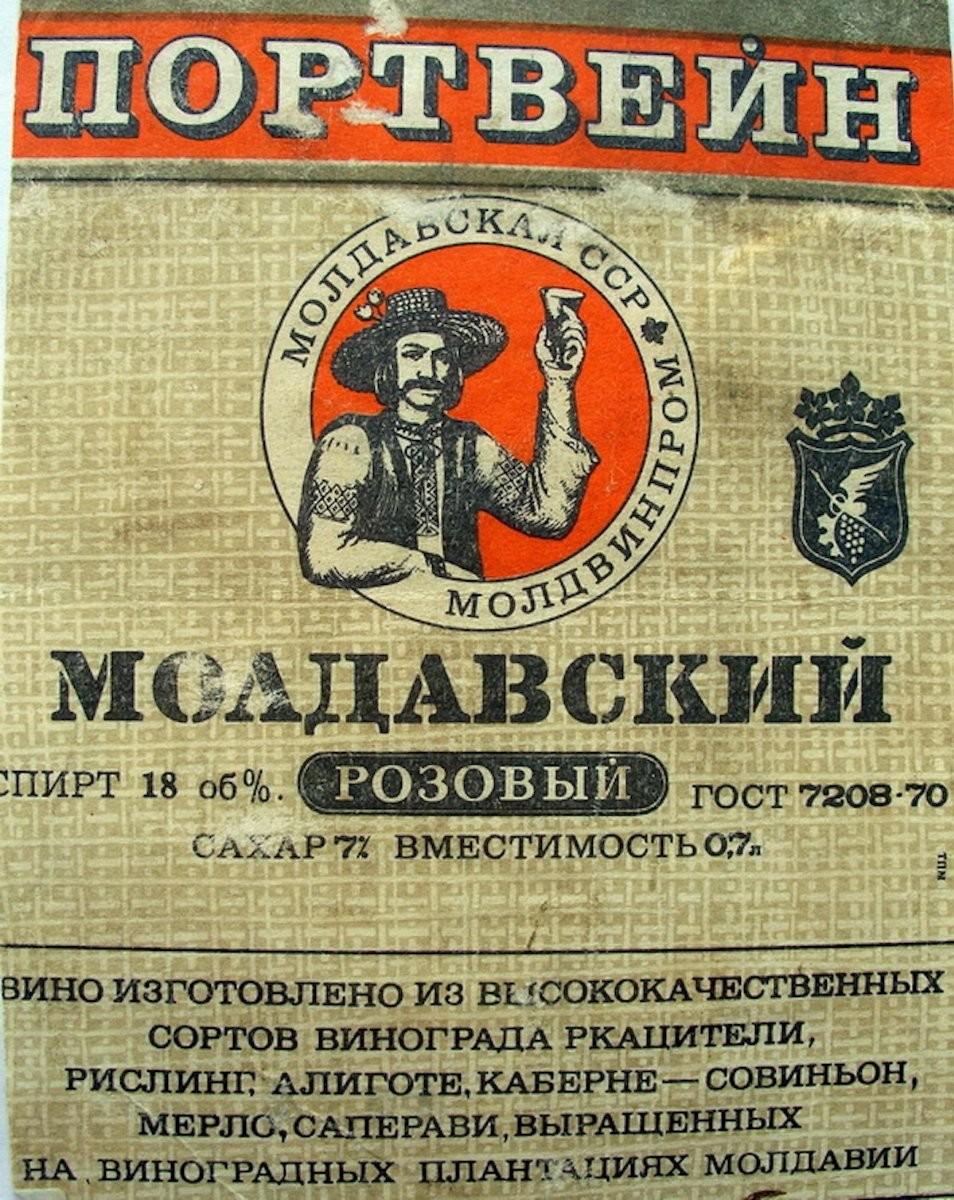 ПОРТВЕЙН
МОЛДАВСКАЯ ССР
МОЛДВИНПРОМ
МОЛДАВСКИЙ
СПИРТ 18 об%.
РОЗОВЫЙ
ГОСТ 7208-70
САХАР 7% ВМЕСТИМОСТЬ 0,7л
ТПМ
ВИНО ИЗГОТОВЛЕНО ИЗ ВЫСОКОКАЧЕСТВЕННЫХ
СОРТОВ ВИНОГРАДА РКАЦИТЕЛИ,
РИСЛИНГ, АЛИГОТЕ, КАБЕРНЕ — СОВИНЬОН,
МЕРЛО, САПЕРАВИ, ВЫРАЩЕННЫХ
НА ВИНОГРАДНЫХ ПЛАНТАЦИЯХ МОЛДАВИИ